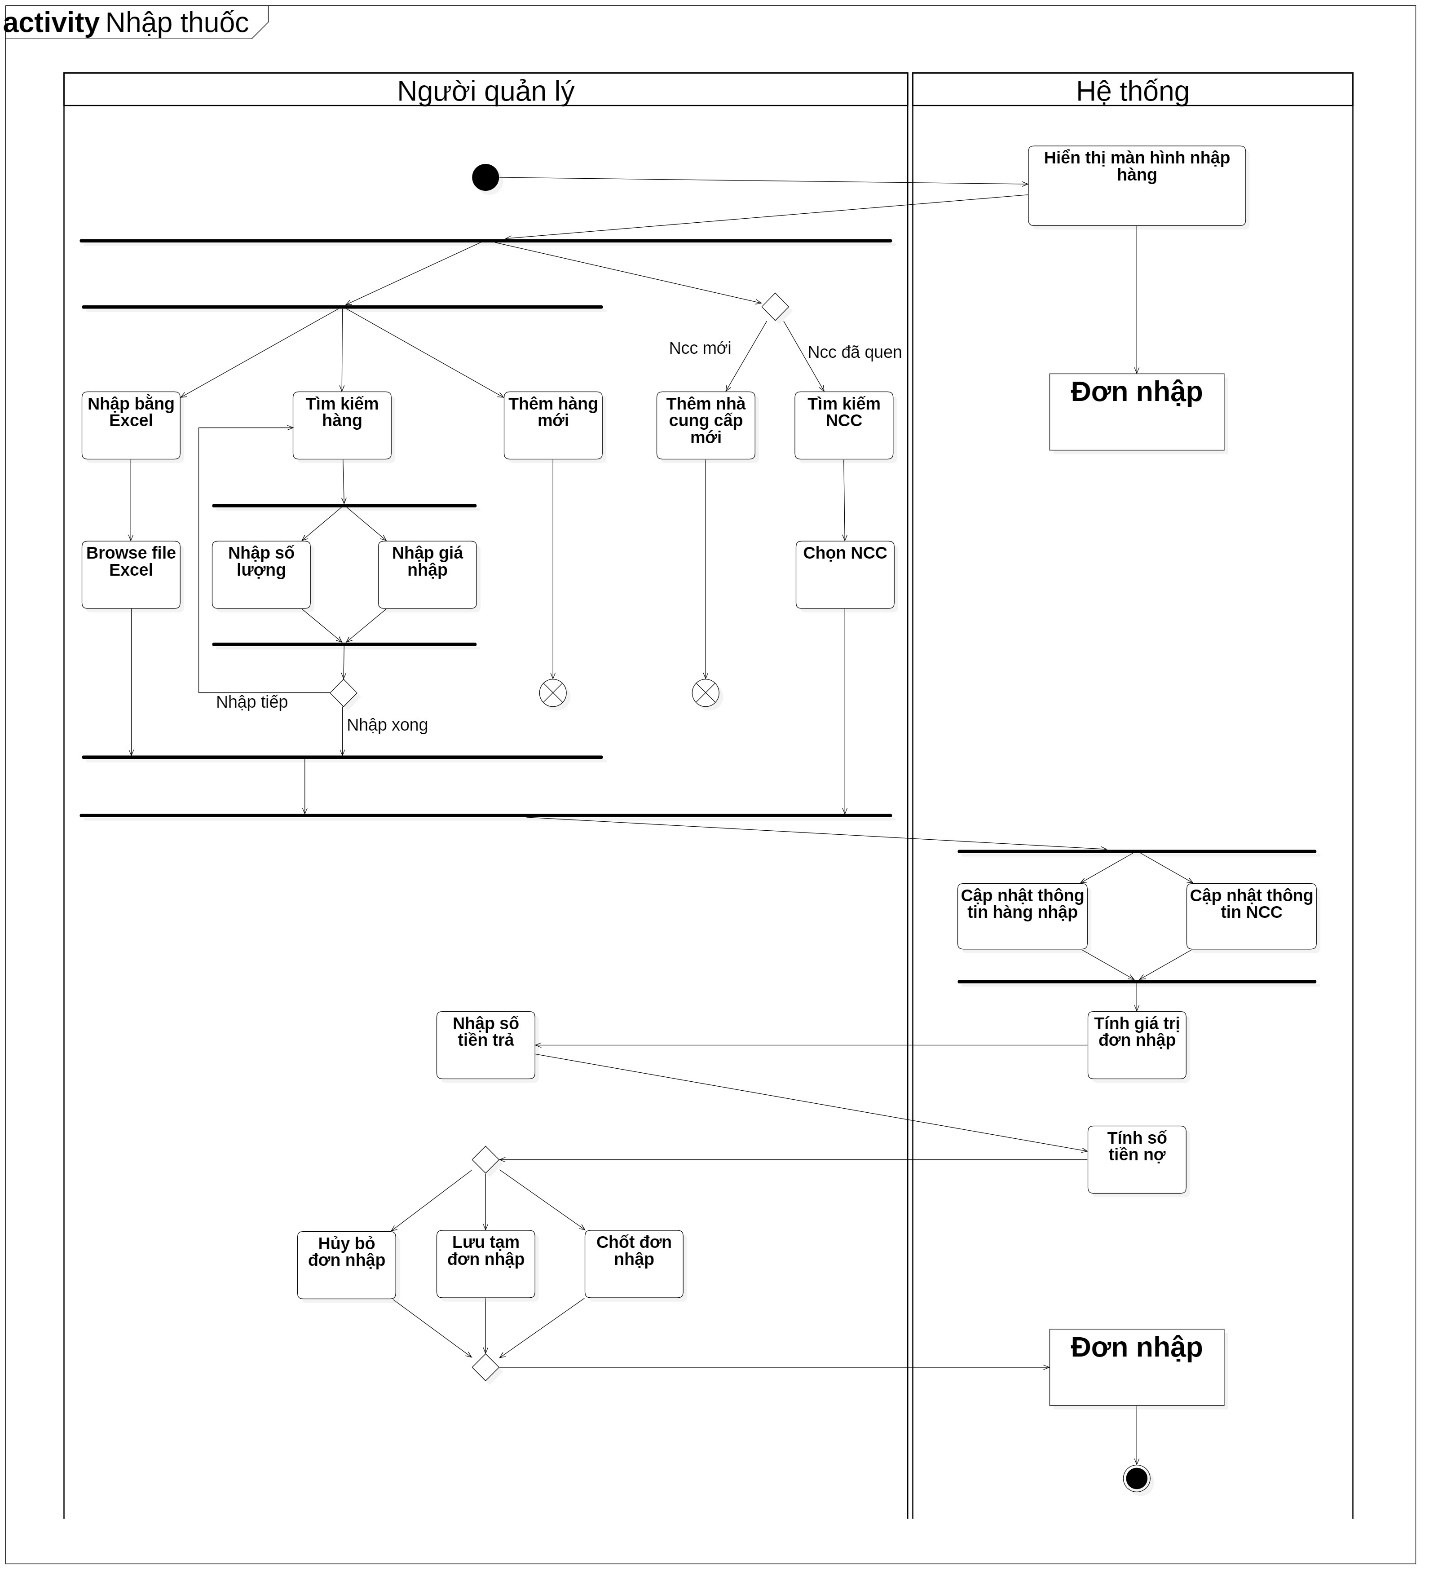 activity Nhập thuốc
Người quản lý
Hệ thống
Hiển thị màn hình nhập
hàng
Ncc mới
Ncc đã quen
Đơn nhập
Nhập bằng
Excel
Tìm kiếm
hàng
Thêm hàng
mới
Thêm nhà
cung cấp
mới
Tìm kiếm
NCC
Browse file
Excel
Nhập số
lượng
Nhập giá
nhập
Chọn NCC
Nhập tiếp
Nhập xong
Cập nhật thông
tin hàng nhập
Cập nhật thông
tin NCC
Nhập số
tiền trả
Tính giá trị
đơn nhập
Tính số
tiền nợ
Hủy bỏ
đơn nhập
Lưu tạm
đơn nhập
Chốt đơn
nhập
Đơn nhập